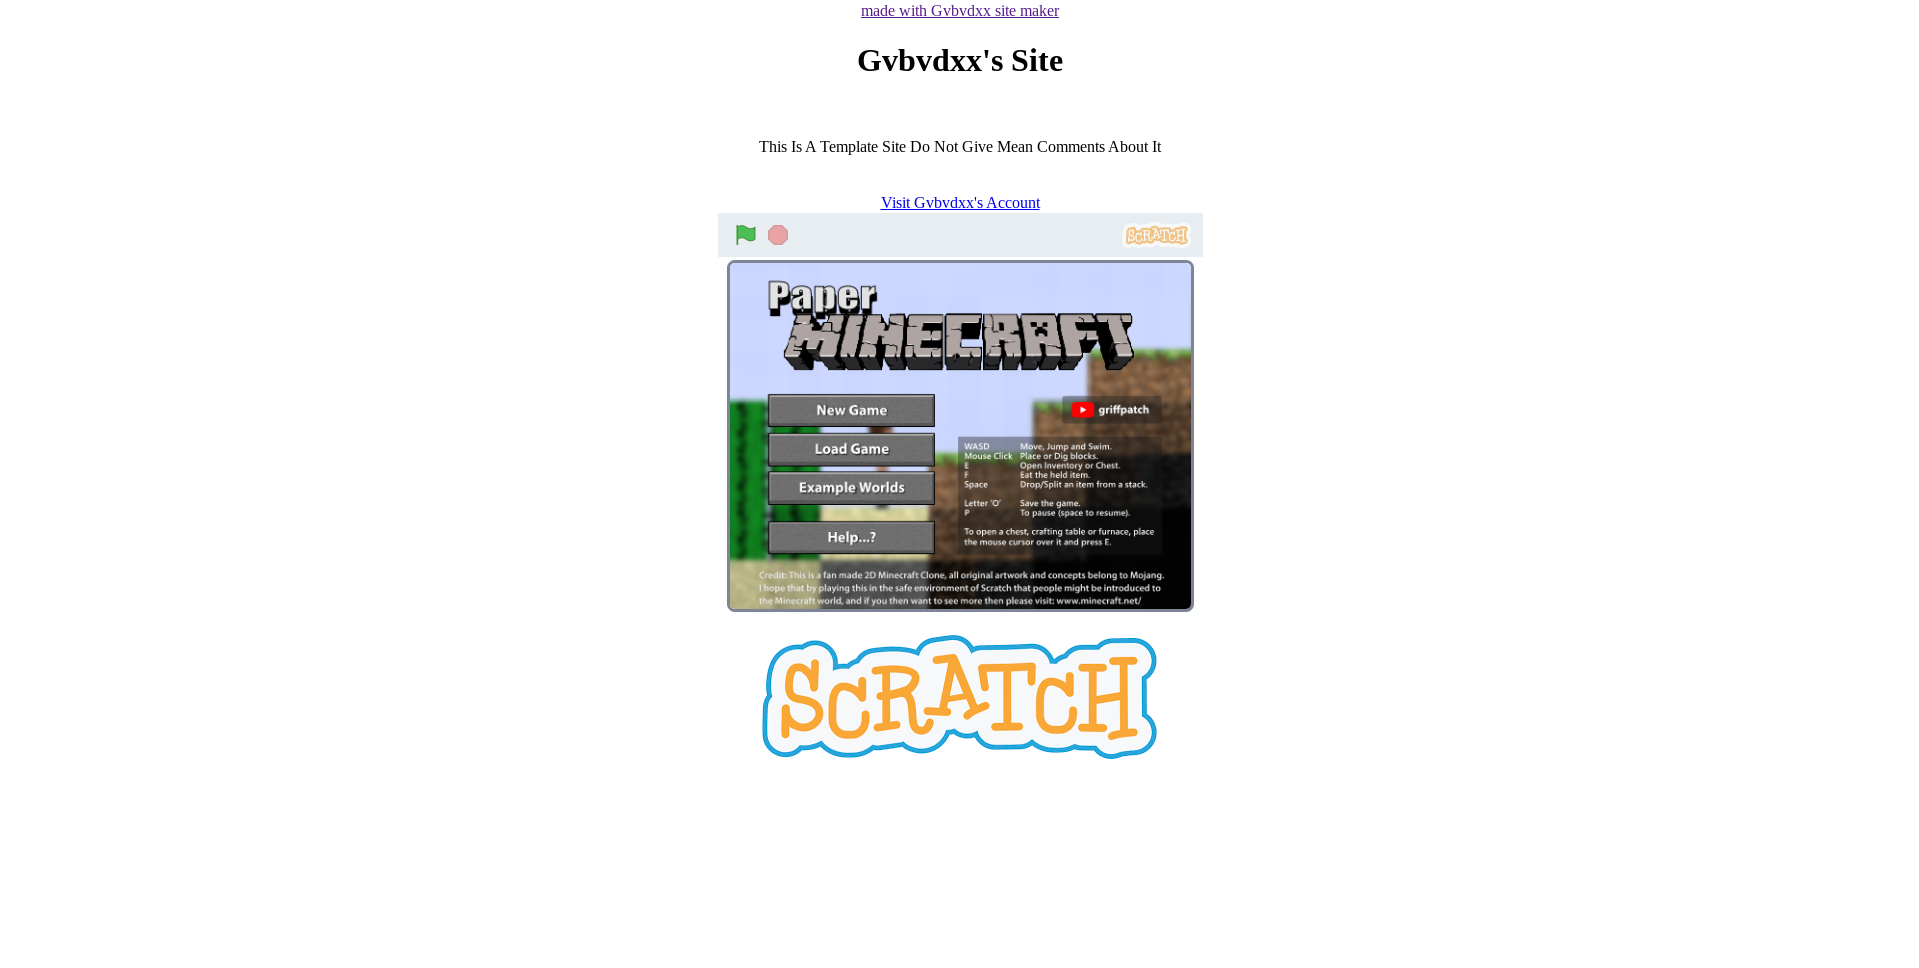 made with Gvbvdxx site maker
Gvbvdxx's Site
This Is A Template Site Do Not Give Mean Comments About It
Visit Gvbvdxx's Account
SCRATCH
Paper
MINECRAFT
New Game
griffpatch
Load Game
WASD Move, Jump and Swim.
Mouse Click Place or Dig blocks.
E Open Inventory or Chest.
F Eat the held item.
Space Drop/Split an item from a stack.
Example Worlds
Letter 'O' Save the game.
P To pause (space to resume).
To open a chest, crafting table or furnace, place
the mouse cursor over it and press E.
Help...?
Credit: This is a fan made 2D Minecraft Clone, all original artwork and concepts belong to Mojang.
I hope that by playing this in the safe environment of Scratch that people might be introduced to
the Minecraft world, and if you then want to see more then please visit: www.minecraft.net/
SCRATCH